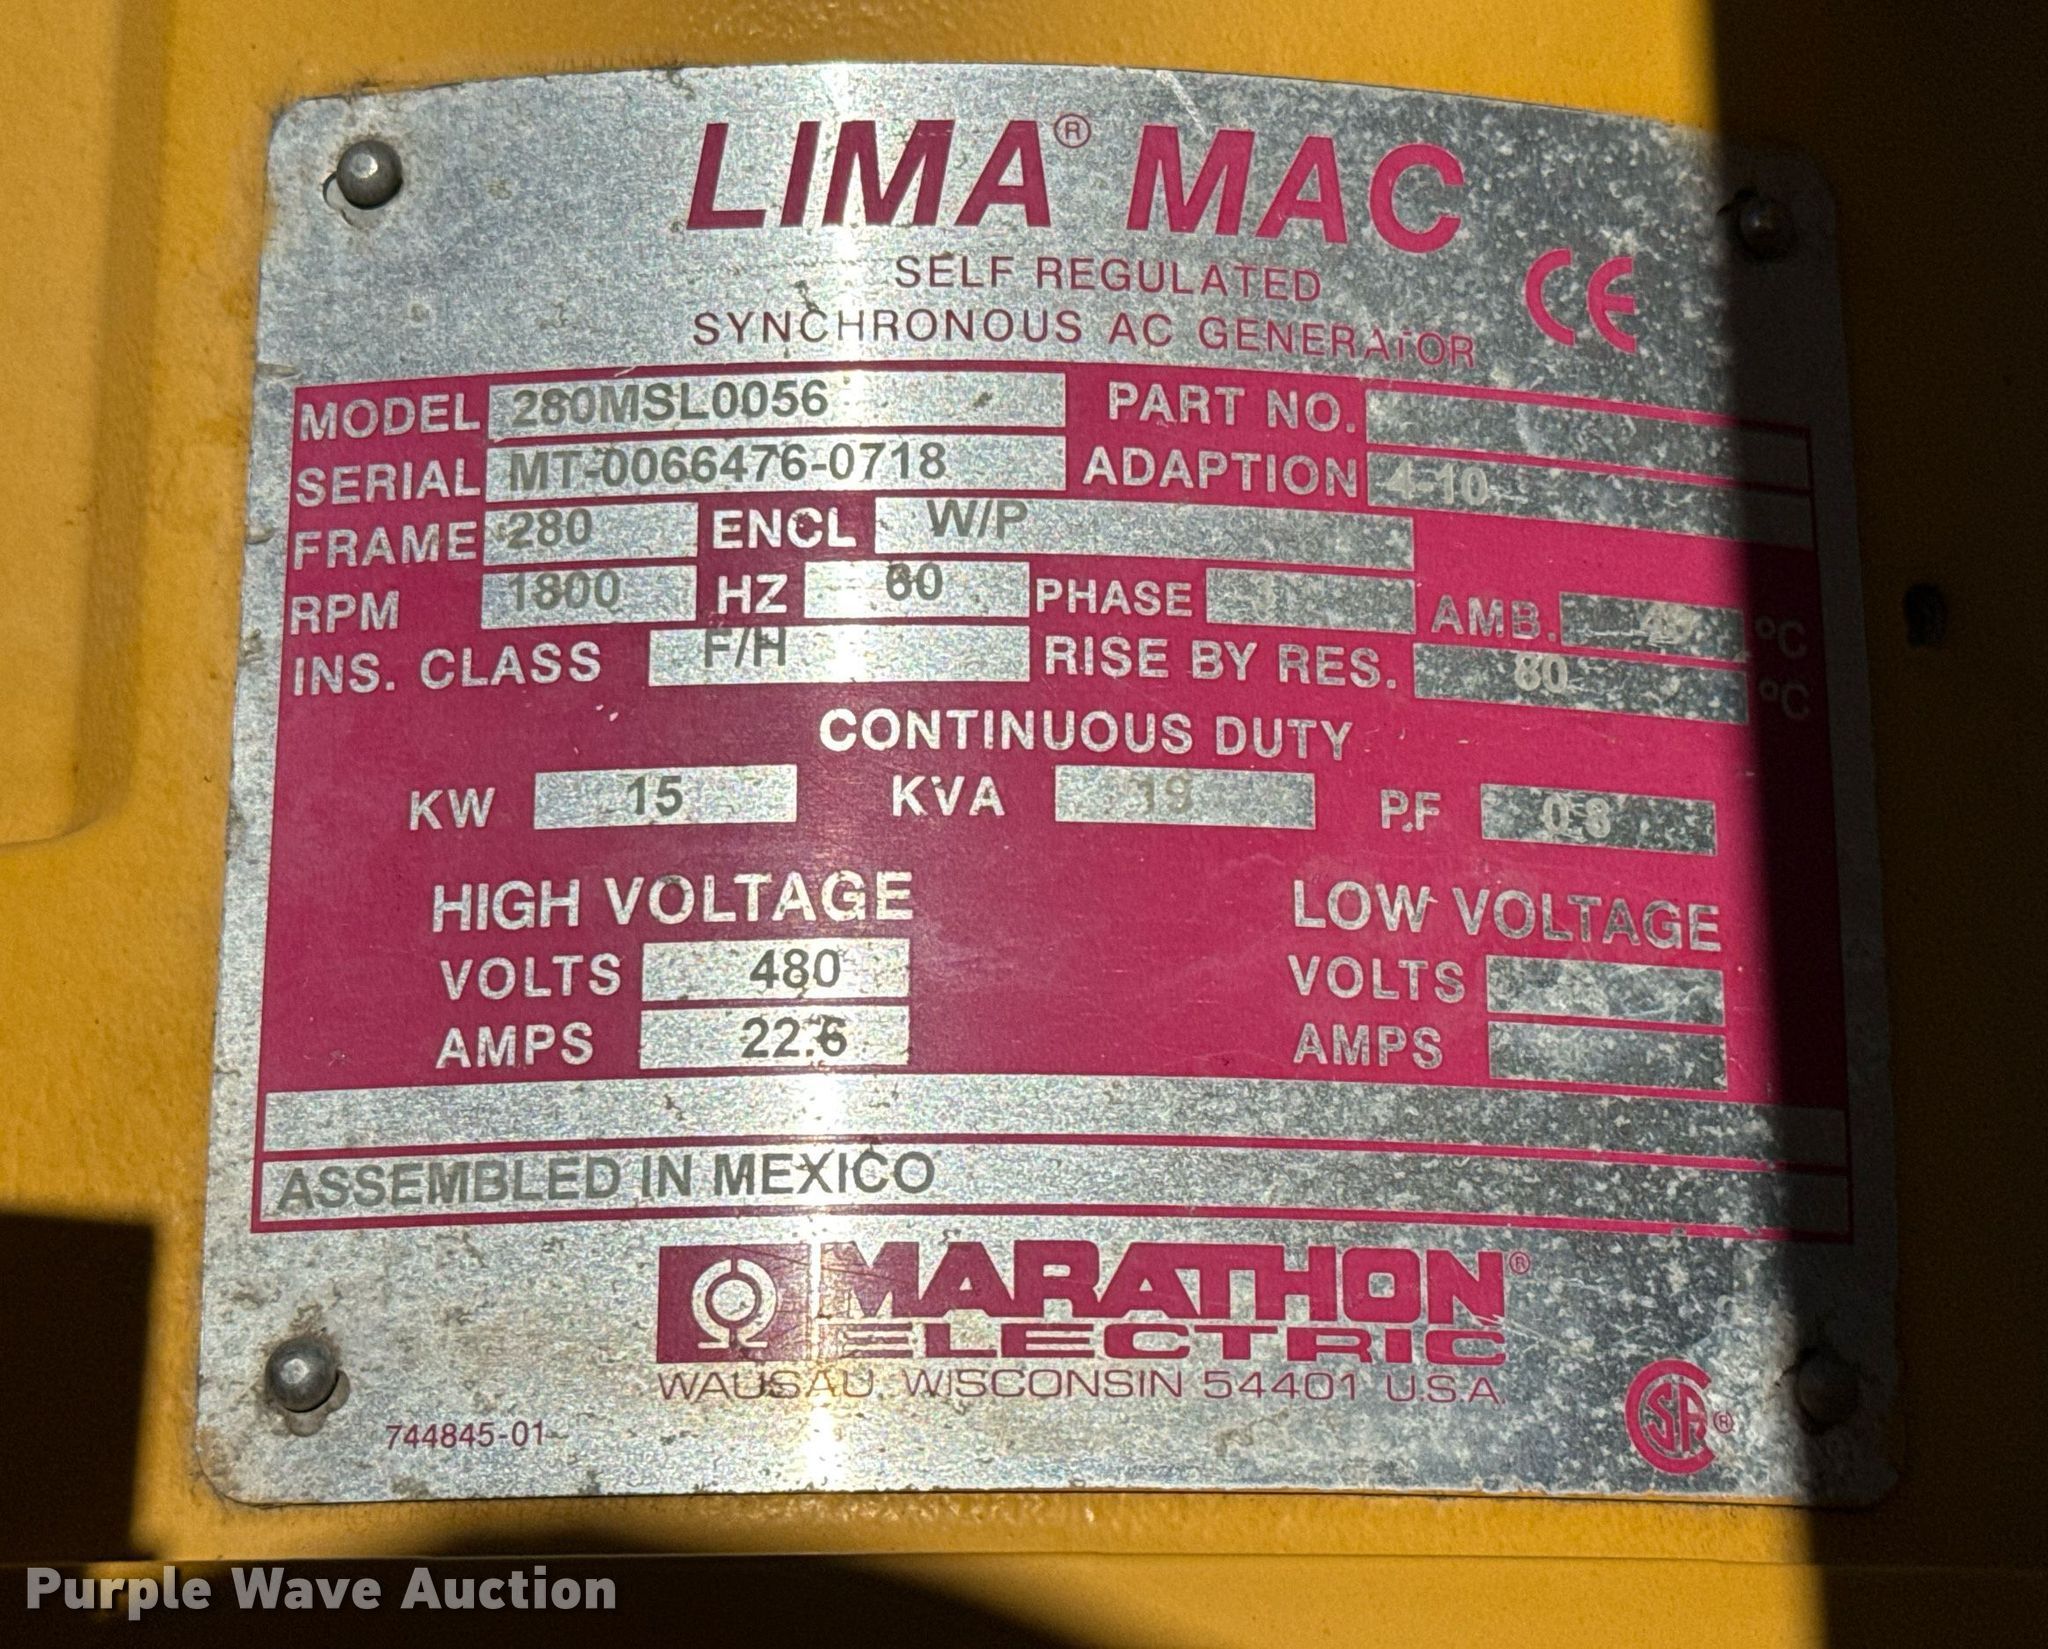 LIMA® MAC
SELF REGULATED
SYNCHRONOUS AC GENERATOR
CE
MODEL 280MSL0056 PART NO.
SERIAL MT-0066476-0718 ADAPTION 4-10
FRAME 280 ENCL W/P
RPM 1800 HZ 60 PHASE AMB. °C
INS. CLASS F/H RISE BY RES. 80 °C
CONTINUOUS DUTY
KW 15 KVA 19 P.F 0.8
HIGH VOLTAGE LOW VOLTAGE
VOLTS 480 VOLTS
AMPS 22.6 AMPS
ASSEMBLED IN MEXICO
MARATHON®
ELECTRIC
WAUSAU, WISCONSIN 54401 U.S.A.
744845-01
CSA®
Purple Wave Auction